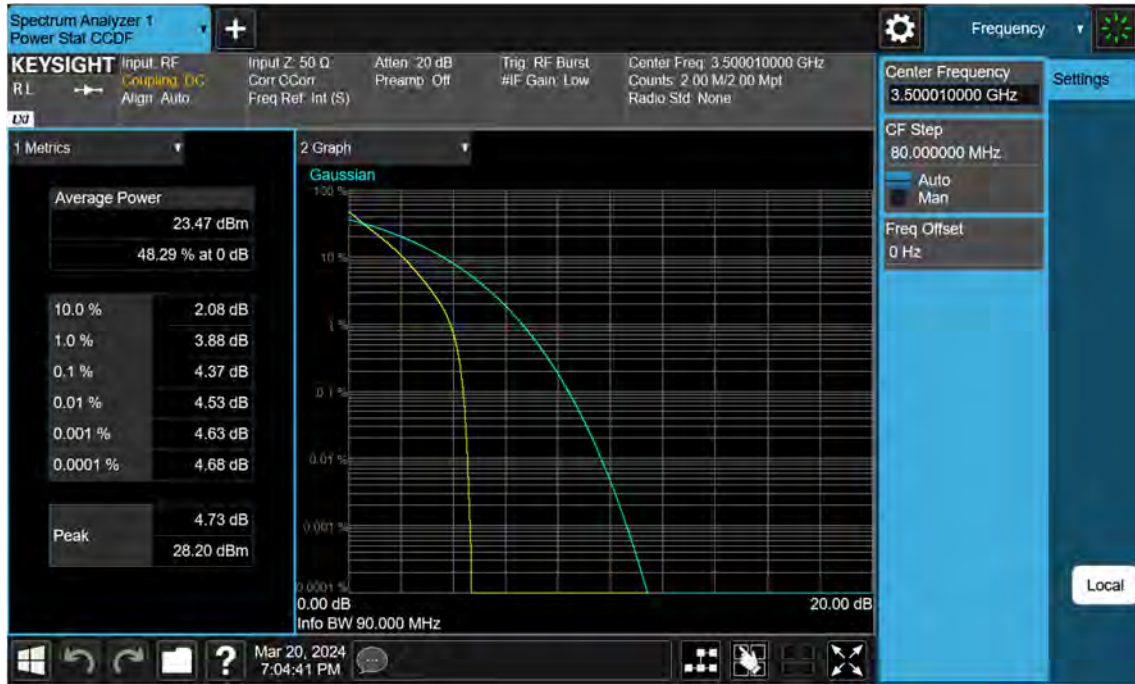 Spectrum Analyzer 1
Power Stat CCDF
+
Frequency
KEYSIGHT
RL
LXI
Input: RF
Coupling: DC
Align: Auto
Input Z: 50 Ω
Corr CCorr
Freq Ref: Int (S)
Atten: 20 dB
Preamp: Off
Trig: RF Burst
#IF Gain: Low
Center Freq: 3.500010000 GHz
Counts: 2.00 M/2.00 Mpt
Radio Std: None
Center Frequency
3.500010000 GHz
Settings
CF Step
80.000000 MHz
Auto
Man
Freq Offset
0 Hz
1 Metrics
Average Power
23.47 dBm
48.29 % at 0 dB
10.0 % 2.08 dB
1.0 % 3.88 dB
0.1 % 4.37 dB
0.01 % 4.53 dB
0.001 % 4.63 dB
0.0001 % 4.68 dB
Peak
4.73 dB
28.20 dBm
2 Graph
Gaussian
100 %
10 %
1 %
0.1 %
0.01 %
0.001 %
0.0001 %
0.00 dB 20.00 dB
Info BW 90.000 MHz
Local
?
Mar 20, 2024
7:04:41 PM